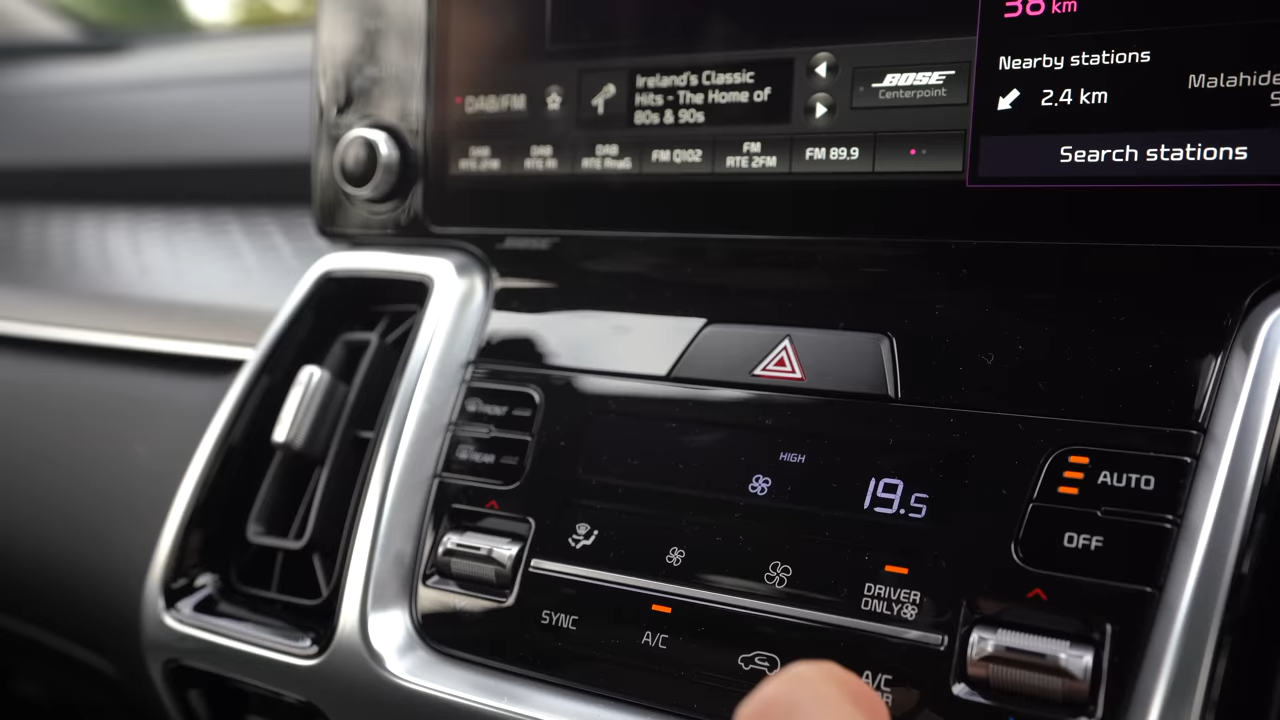 38 km
Nearby stations
Malahide
2.4 km
Search stations
DAB/FM
Ireland's Classic
Hits - The Home of
80s & 90s
BOSE
Centerpoint
DAB
RTE 2FM
DAB
RTE R1
DAB
RTE RnaG
FM Q102
FM
RTE 2FM
FM 89.9
BOSE
FRONT
REAR
HIGH
19.5
AUTO
OFF
DRIVER
ONLY
SYNC
A/C
A/C